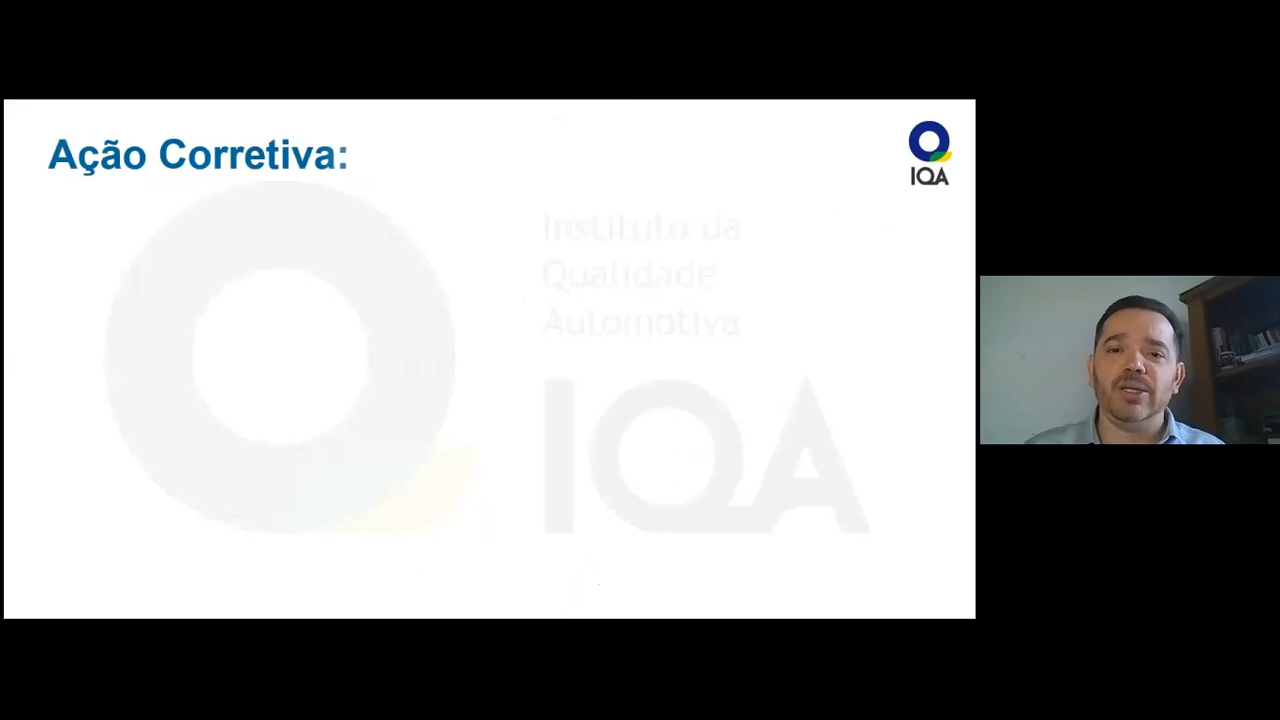 Ação Corretiva:
IQA
Instituto da
Qualidade
Automotiva
IQA